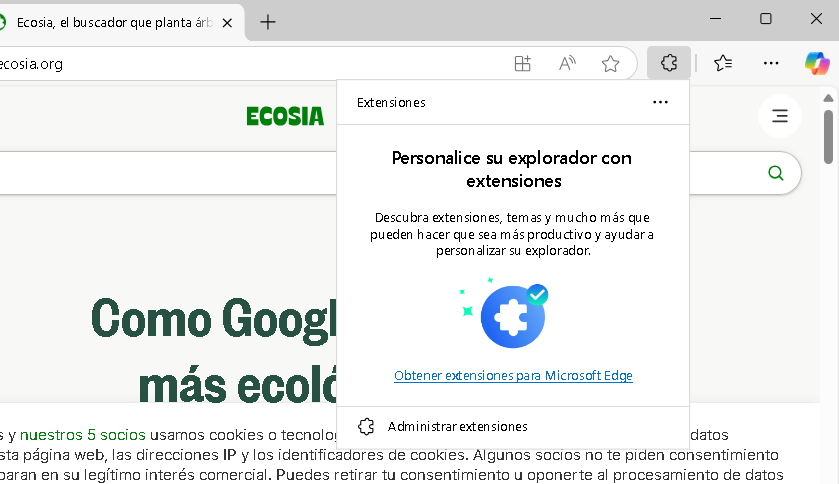 Ecosia, el buscador que planta árb
ecosia.org
Extensiones
ECOSIA
Personalice su explorador con
extensiones
Descubra extensiones, temas y mucho más que
pueden hacer que sea más productivo y ayudar a
personalizar su explorador.
Como Googl
más ecoló
Obtener extensiones para Microsoft Edge
Administrar extensiones
s y nuestros 5 socios usamos cookies o tecnolog datos
sta página web, las direcciones IP y los identificadores de cookies. Algunos socios no te piden consentimiento
paran en su legítimo interés comercial. Puedes retirar tu consentimiento u oponerte al procesamiento de datos